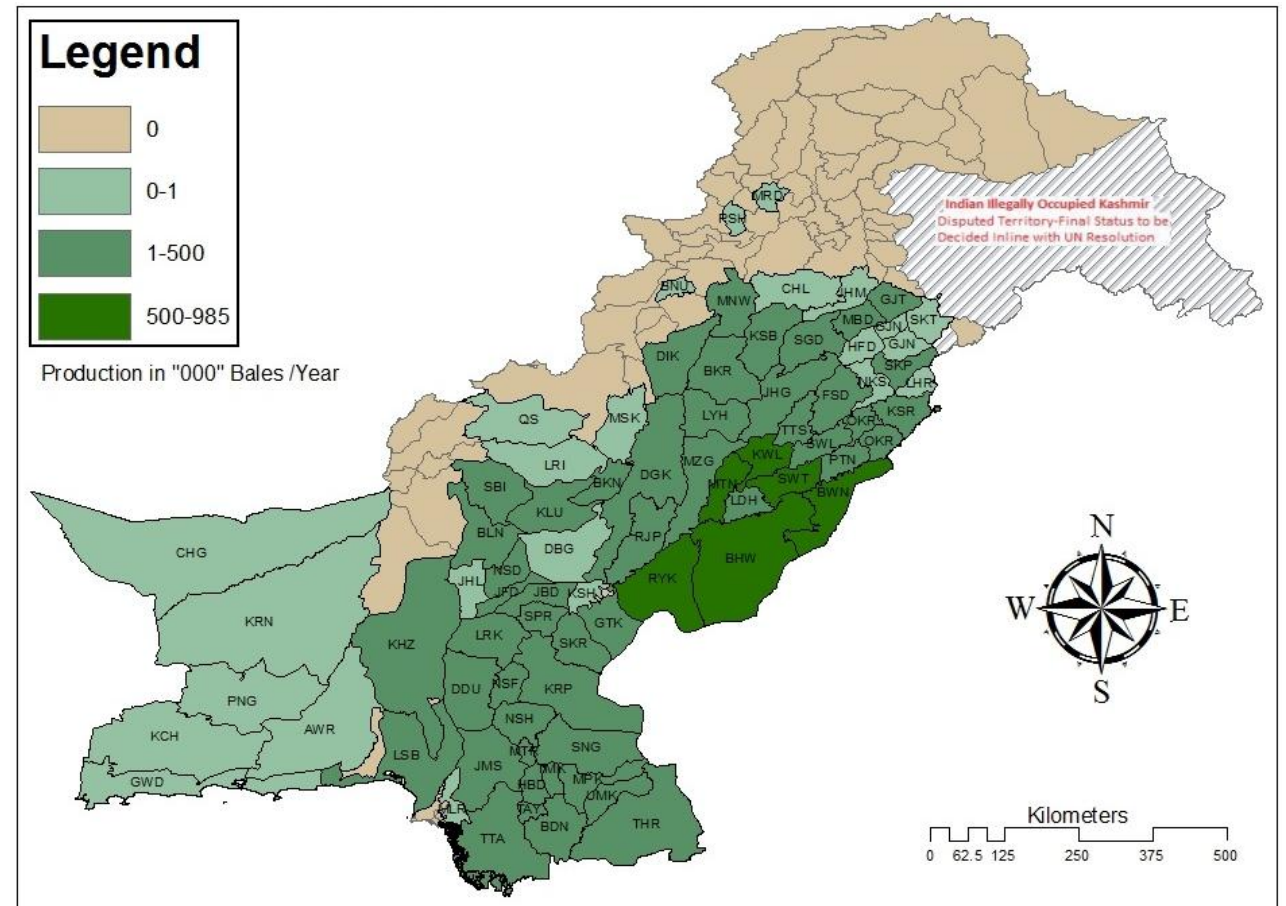 Legend
0
0-1
1-500
500-985
Production in "000" Bales /Year
Indian Illegally Occupied Kashmir
Disputed Territory-Final Status to be
Decided Inline with UN Resolution
MRD
PSH
BNU
CHL
JHM
MNW
GJT
MBD
GJN
SKT
KSB
SGD
HFD
GJN
DIK
SKP
BKR
NKS
LHR
JHG
FSD
MSK
LYH
OKR
KSR
QS
TTS
SWL
OKR
KWL
PTN
LRI
MZG
DGK
BKN
SBI
MTN
SWT
BWN
LDH
KLU
BLN
RJP
DBG
CHG
BHW
NSD
JHL
RYK
JFD
JBD
KSH
KRN
SPR
GTK
KHZ
LRK
SKR
DDU
NSF
KRP
PNG
NSH
AWR
KCH
SNG
LSB
MTR
JMS
TMK
MPK
GWD
HBD
UMK
MLR
TAY
THR
BDN
TTA
N
W
E
S
Kilometers
0 62.5 125 250 375 500